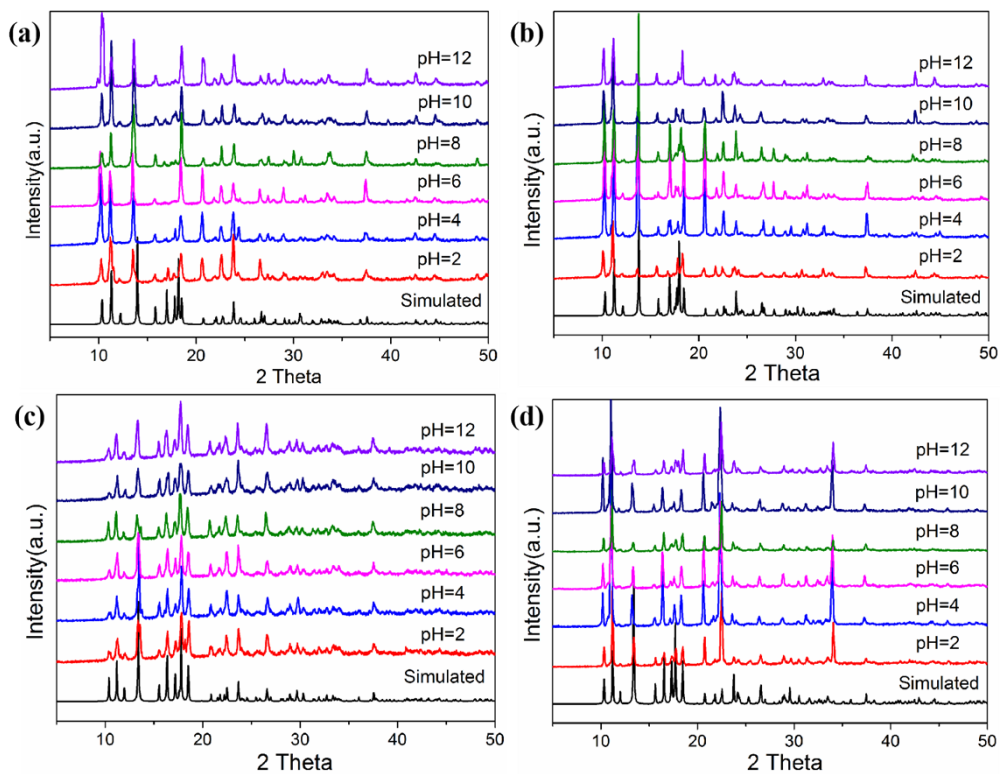 (a)
Intensity(a.u.)
pH=12
pH=10
pH=8
pH=6
pH=4
pH=2
Simulated
10 20 30 40 50
2 Theta
(b)
Intensity(a.u.)
pH=12
pH=10
pH=8
pH=6
pH=4
pH=2
Simulated
10 20 30 40 50
2 Theta
(c)
Intensity(a.u.)
pH=12
pH=10
pH=8
pH=6
pH=4
pH=2
Simulated
10 20 30 40 50
2 Theta
(d)
Intensity(a.u.)
pH=12
pH=10
pH=8
pH=6
pH=4
pH=2
Simulated
10 20 30 40 50
2 Theta